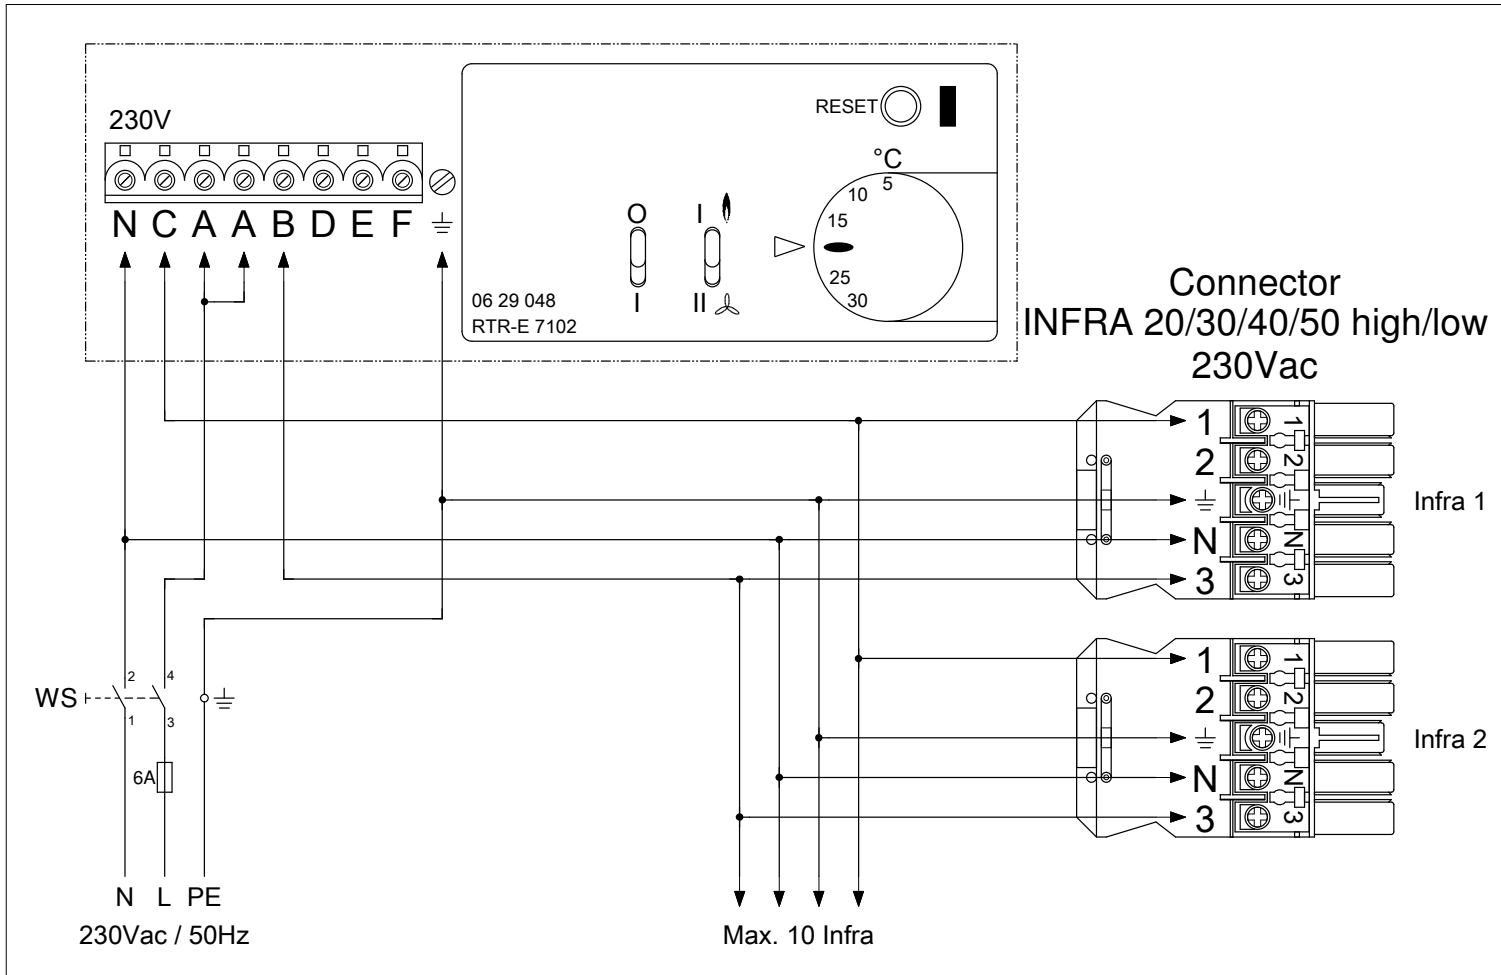 230V
N C A A B D E F
RESET
°C
5
10
15
25
30
O I
I II
06 29 048
RTR-E 7102
Connector
INFRA 20/30/40/50 high/low
230Vac
1 1
2 2
Infra 1
N N
3 3
1 1
2 2
Infra 2
N N
3 3
2 4
WS
1 3
6A
N L PE
230Vac / 50Hz
Max. 10 Infra